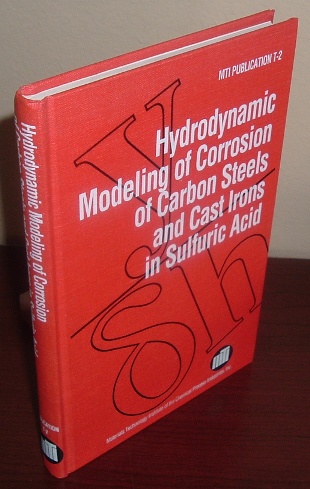 MTI PUBLICATION T-2
Hydrodynamic
Modeling of Corrosion
of Carbon Steels
and Cast Irons
in Sulfuric Acid
mti
Materials Technology Institute of the Chemical Process Industries, Inc.
Hydrodynamic Modeling of Corrosion